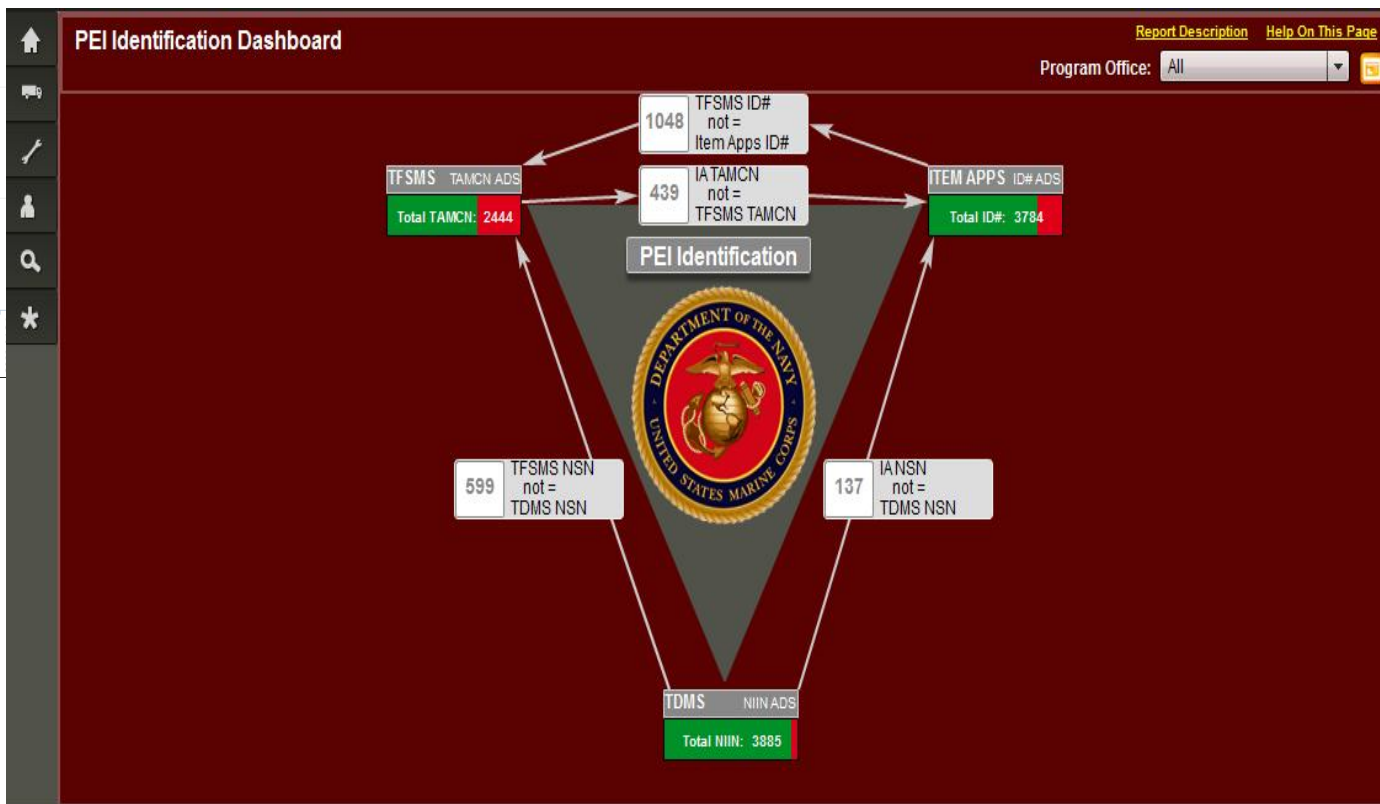 PEI Identification Dashboard
Report Description
Help On This Page
Program Office: All
1048
TFSMS ID#
not =
Item Apps ID#
TFSMS TAMCN ADS
Total TAMCN: 2444
439
IA TAMCN
not =
TFSMS TAMCN
ITEM APPS ID# ADS
Total ID#: 3784
PEI Identification
DEPARTMENT OF THE NAVY
UNITED STATES MARINE CORPS
599
TFSMS NSN
not =
TDMS NSN
137
IA NSN
not =
TDMS NSN
TDMS NIIN ADS
Total NIIN: 3885